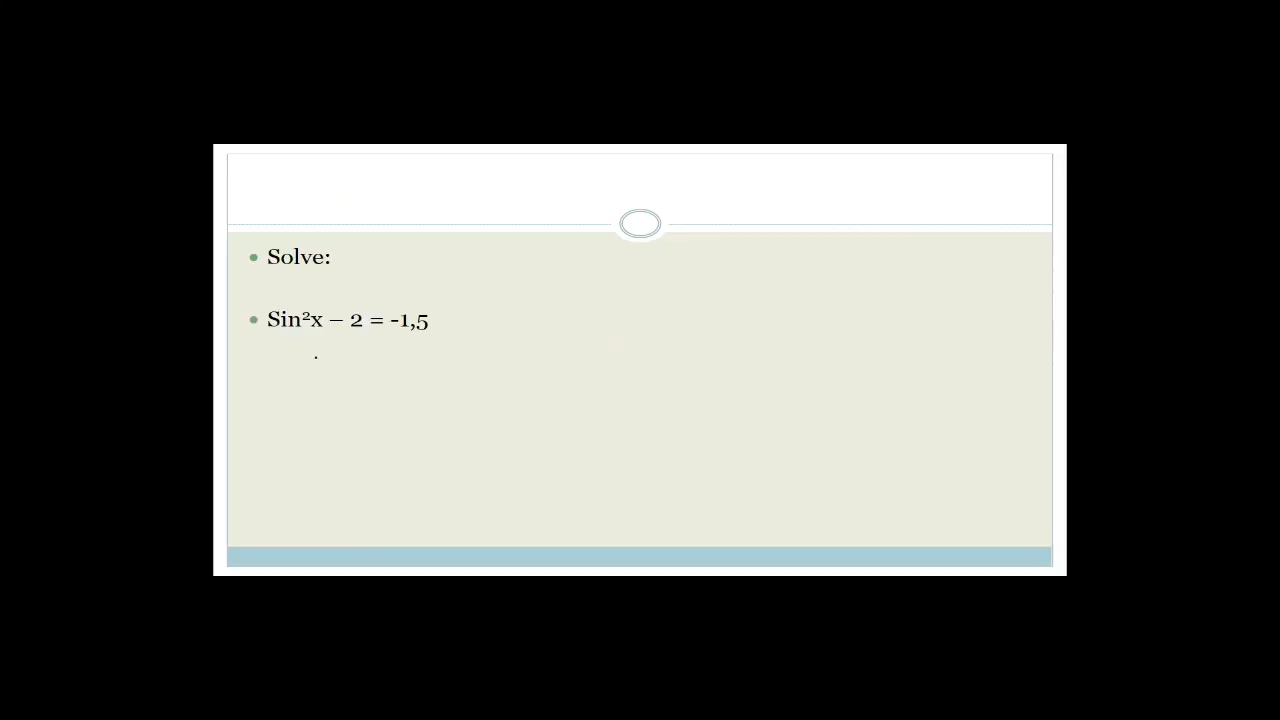 Solve:
Sin²x – 2 = -1,5